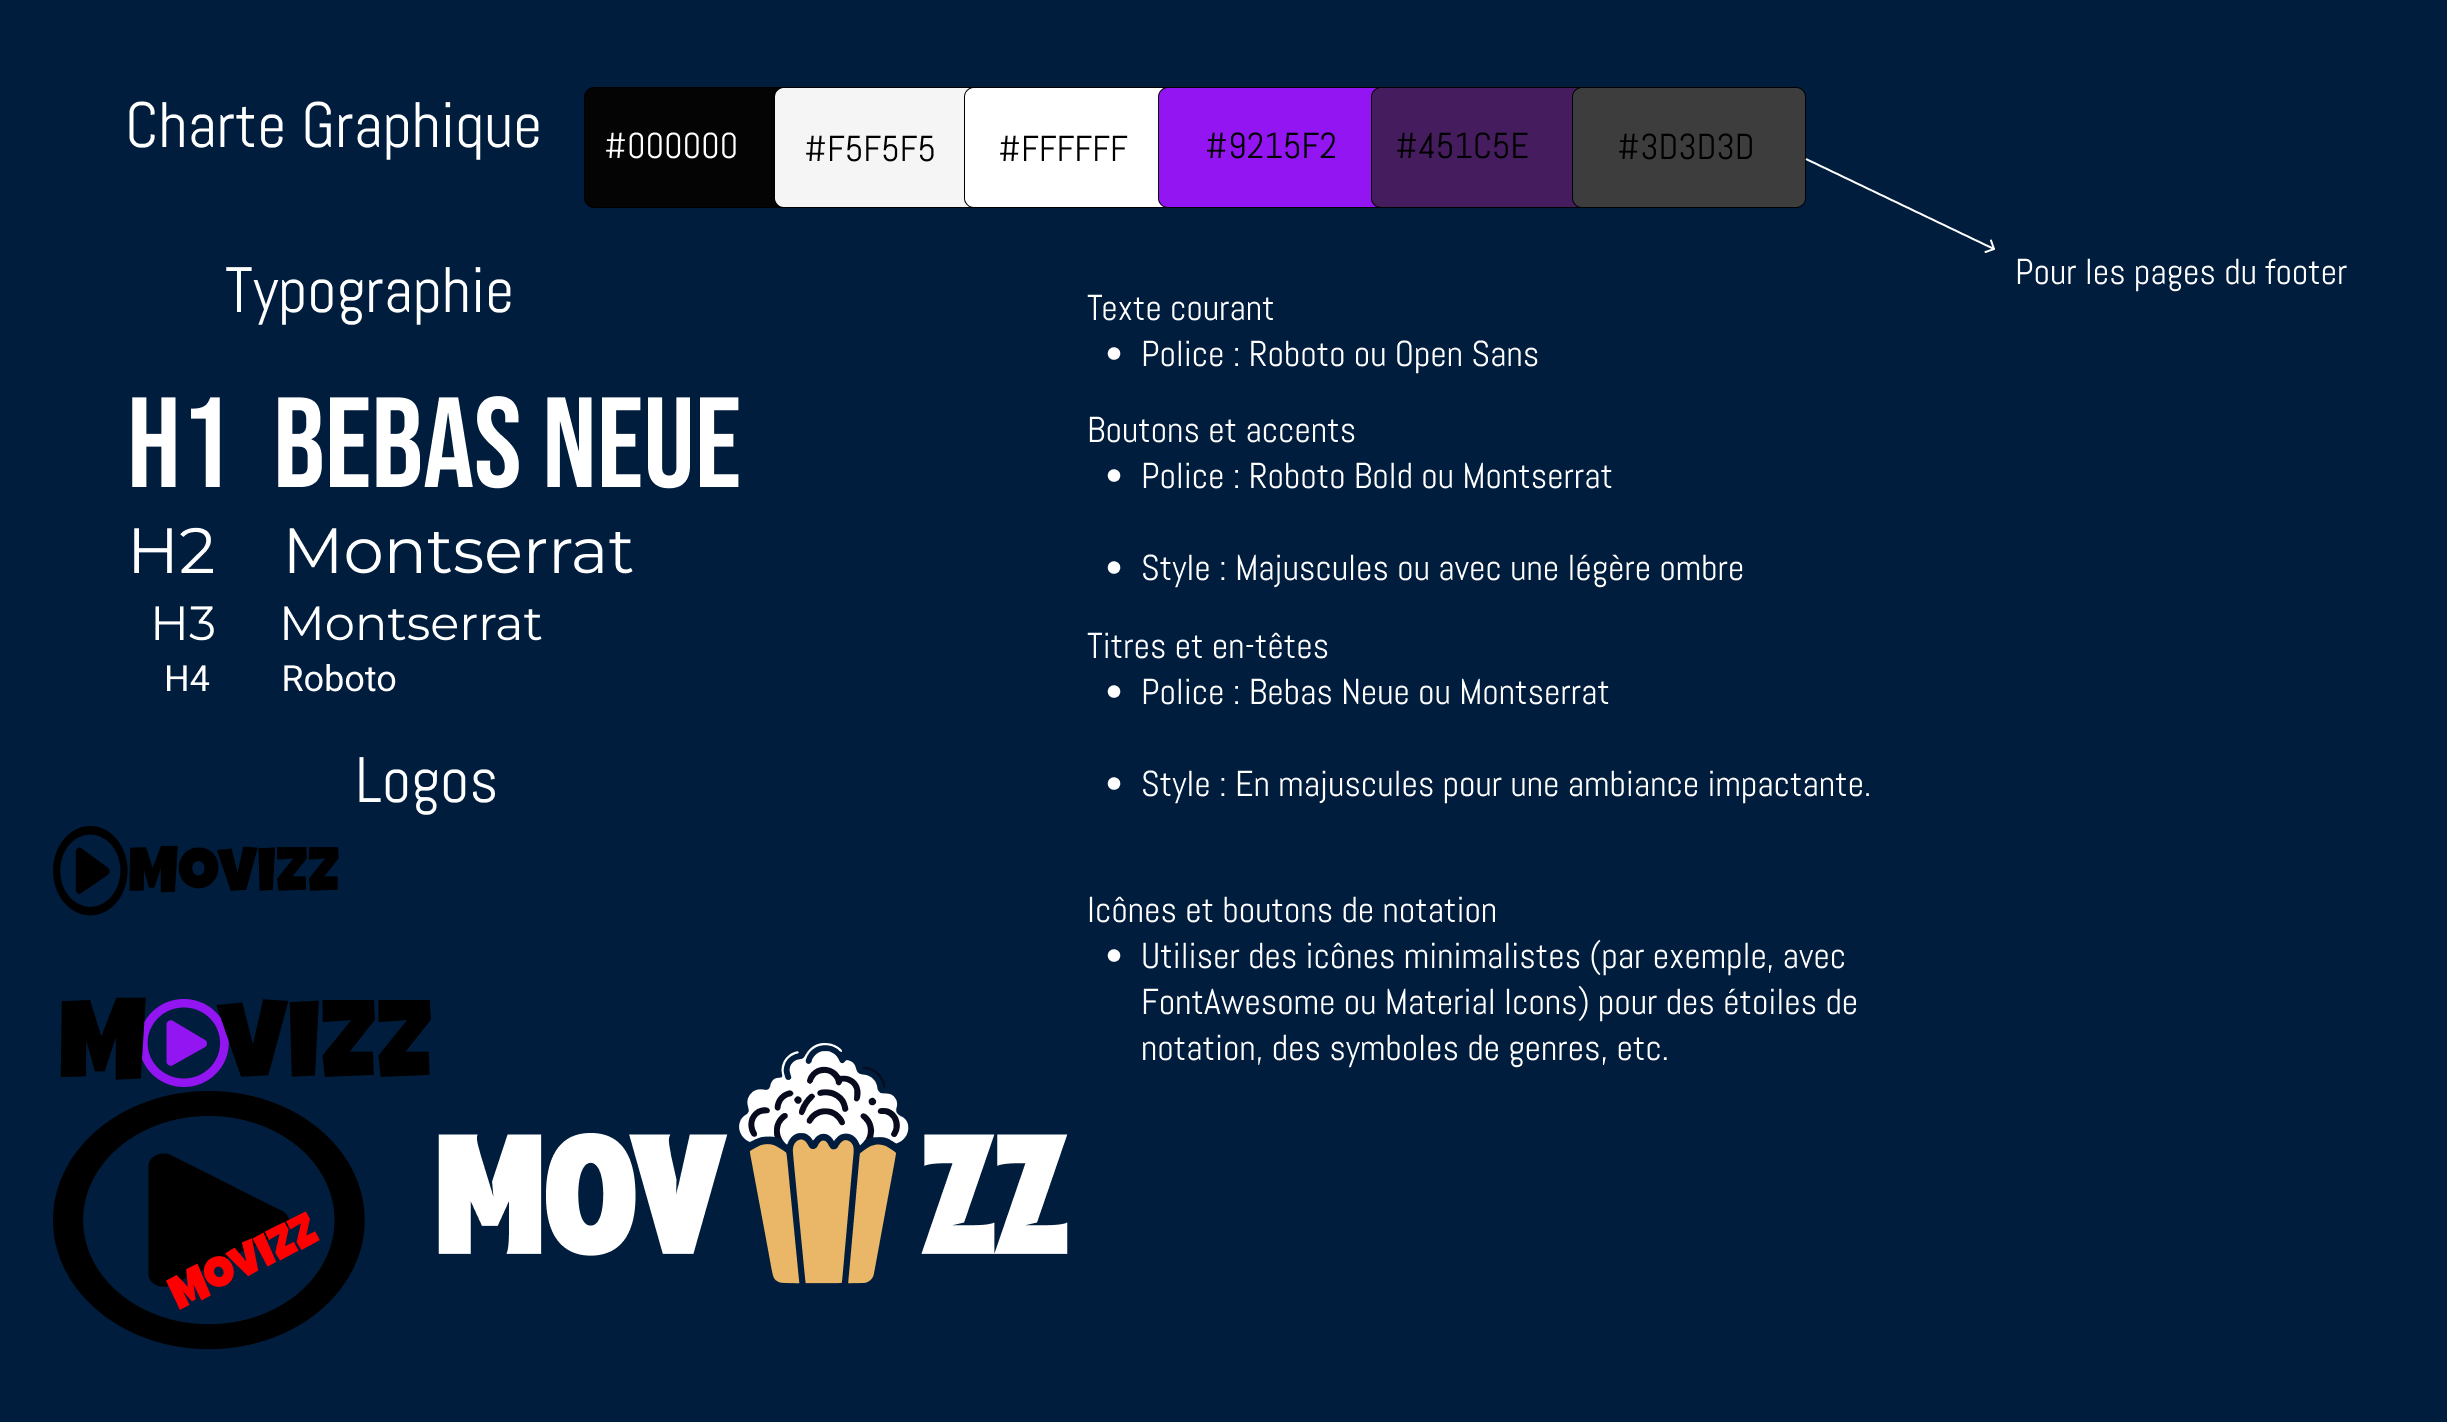 Charte Graphique
#000000
#F5F5F5
#FFFFFF
#9215F2
#451C5E
#3D3D3D
Pour les pages du footer
Typographie
H1 BEBAS NEUE
H2 Montserrat
H3 Montserrat
H4 Roboto
Texte courant
• Police : Roboto ou Open Sans
Boutons et accents
• Police : Roboto Bold ou Montserrat
• Style : Majuscules ou avec une légère ombre
Titres et en-têtes
• Police : Bebas Neue ou Montserrat
• Style : En majuscules pour une ambiance impactante.
Icônes et boutons de notation
• Utiliser des icônes minimalistes (par exemple, avec
FontAwesome ou Material Icons) pour des étoiles de
notation, des symboles de genres, etc.
Logos
MOVIZZ
MOVIZZ
MOVIZZ
MOV ZZ